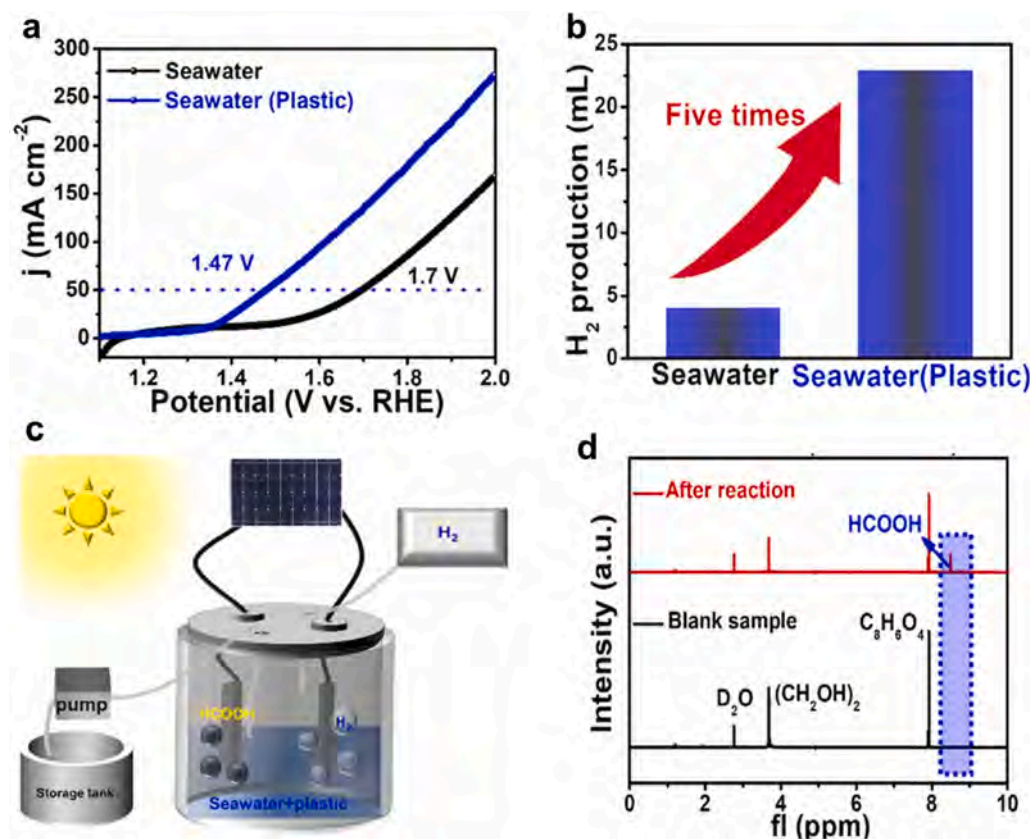 a
300
250
200
150
100
50
0
j (mA cm⁻²)
Seawater
Seawater (Plastic)
1.47 V
1.7 V
1.2
1.4
1.6
1.8
2.0
Potential (V vs. RHE)
b
25
20
15
10
5
0
H₂ production (mL)
Five times
Seawater
Seawater(Plastic)
c
H₂
pump
Storage tank
HCOOH
H₂
Seawater+plastic
d
Intensity (a.u.)
After reaction
HCOOH
Blank sample
C₈H₆O₄
D₂O
(CH₂OH)₂
0
2
4
6
8
10
fl (ppm)